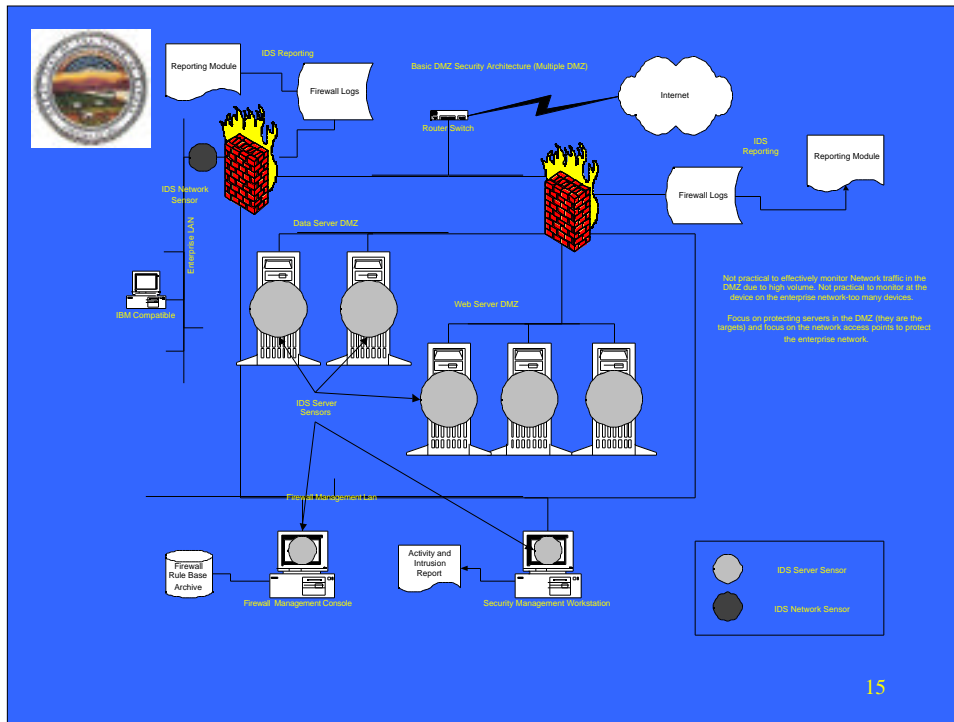 IDS Reporting
Reporting Module
Firewall Logs
Basic DMZ Security Architecture (Multiple DMZ)
Internet
Router Switch
IDS
Reporting
Reporting Module
Firewall Logs
IDS Network
Sensor
Enterprise LAN
IBM Compatible
Data Server DMZ
Web Server DMZ
Not practical to effectively monitor Network traffic in the
DMZ due to high volume. Not practical to monitor at the
device on the enterprise network-too many devices.
Focus on protecting servers in the DMZ (they are the
targets) and focus on the network access points to protect
the enterprise network.
IDS Server
Sensors
Firewall Management Lan
Firewall
Rule Base
Archive
Firewall Management Console
Activity and
Intrusion
Report
Security Management Workstation
IDS Server Sensor
IDS Network Sensor
15